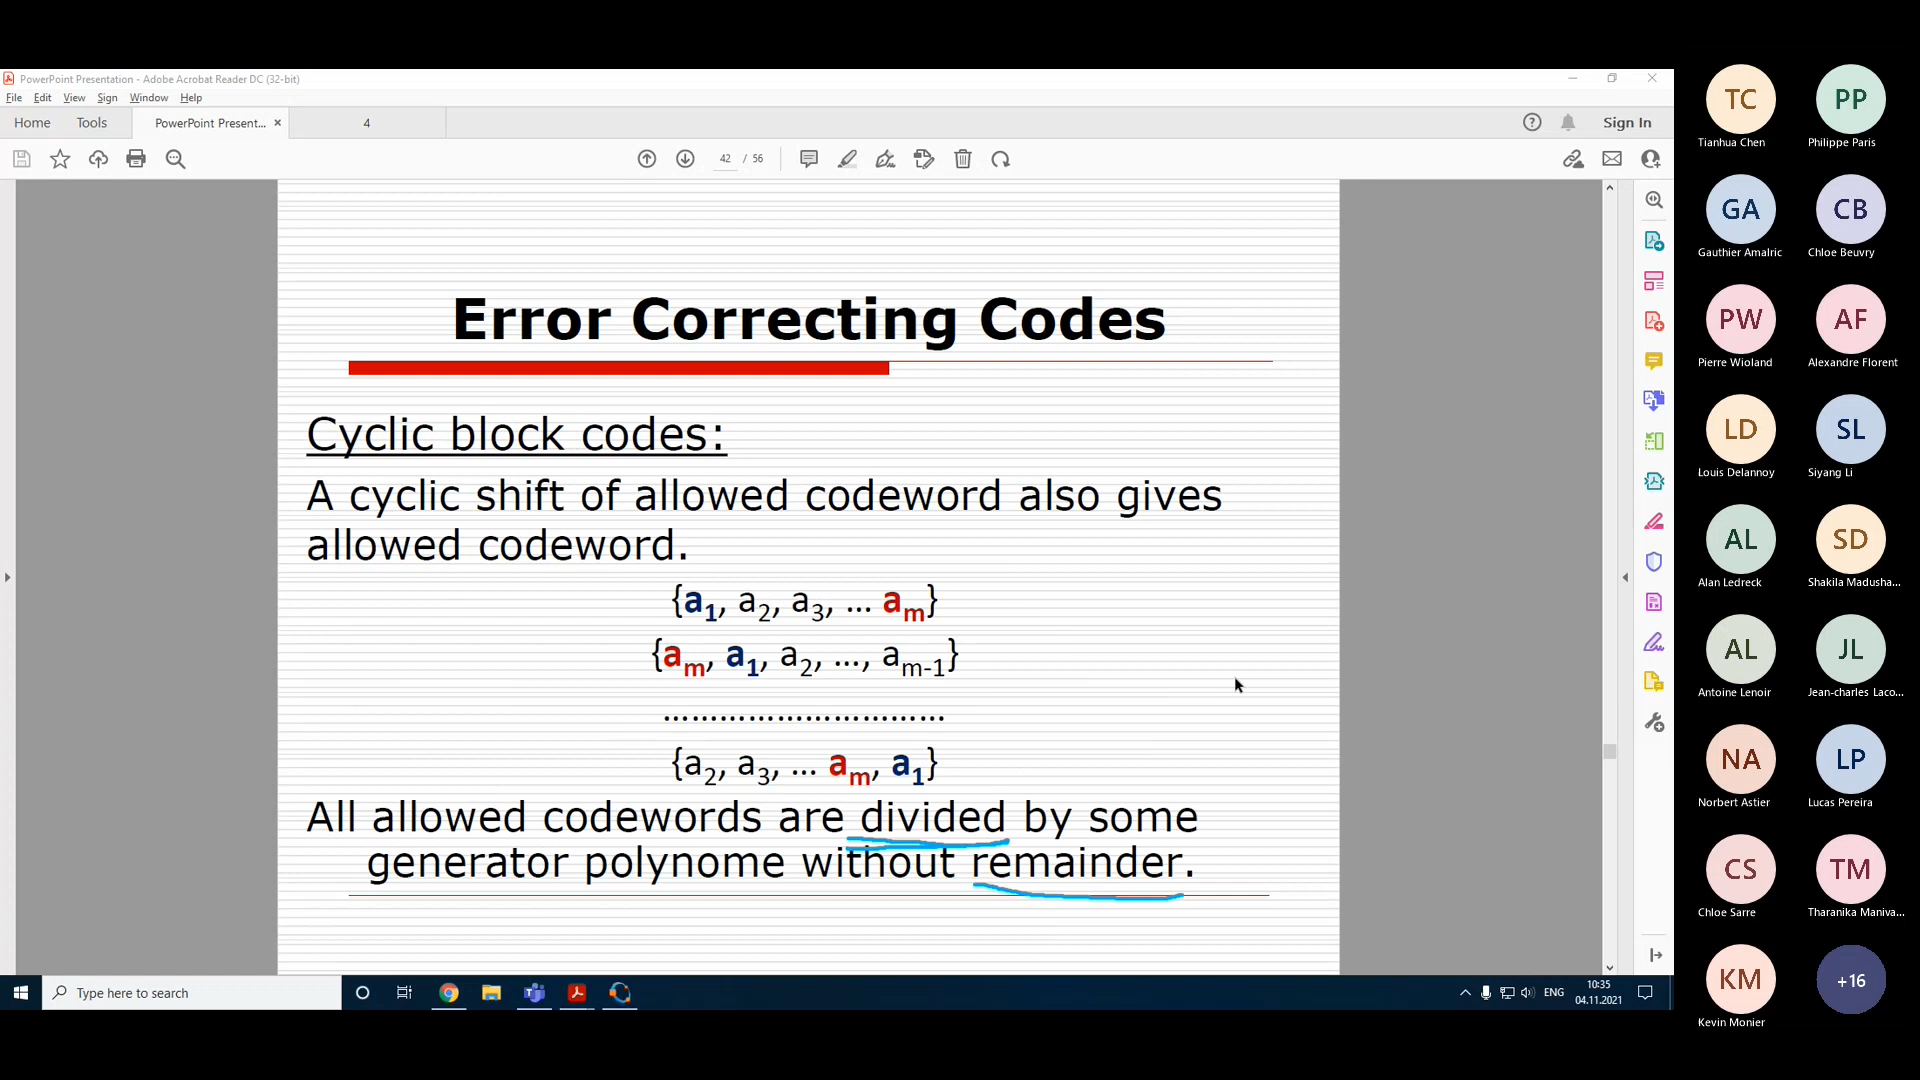 PowerPoint Presentation - Adobe Acrobat Reader DC (32-bit)
File Edit View Sign Window Help
Home Tools PowerPoint Present... × 4 Sign In
42 / 56
Error Correcting Codes
Cyclic block codes:
A cyclic shift of allowed codeword also gives
allowed codeword.
{a1, a2, a3, ... am}
{am, a1, a2, ..., am-1}
..............................
{a2, a3, ... am, a1}
All allowed codewords are divided by some
generator polynome without remainder.
TC PP
Tianhua Chen Philippe Paris
GA CB
Gauthier Amalric Chloe Beuvry
PW AF
Pierre Wioland Alexandre Florent
LD SL
Louis Delannoy Siyang Li
AL SD
Alan Ledreck Shakila Madusha...
AL JL
Antoine Lenoir Jean-charles Laco...
NA LP
Norbert Astier Lucas Pereira
CS TM
Chloe Sarre Tharanika Maniva...
KM +16
Kevin Monier
Type here to search
ENG
10:35
04.11.2021